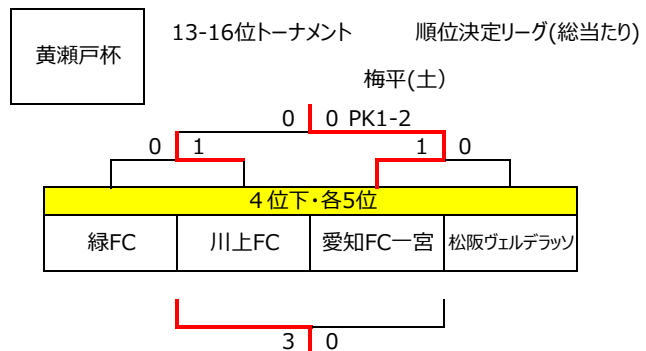 黄瀬戸杯
13-16位トーナメント 順位決定リーグ(総当たり)
梅平(土)
0 0 PK1-2
0 1 1 0
４位下・各5位
緑FC 川上FC 愛知FC一宮 松阪ヴェルデラッソ
3 0